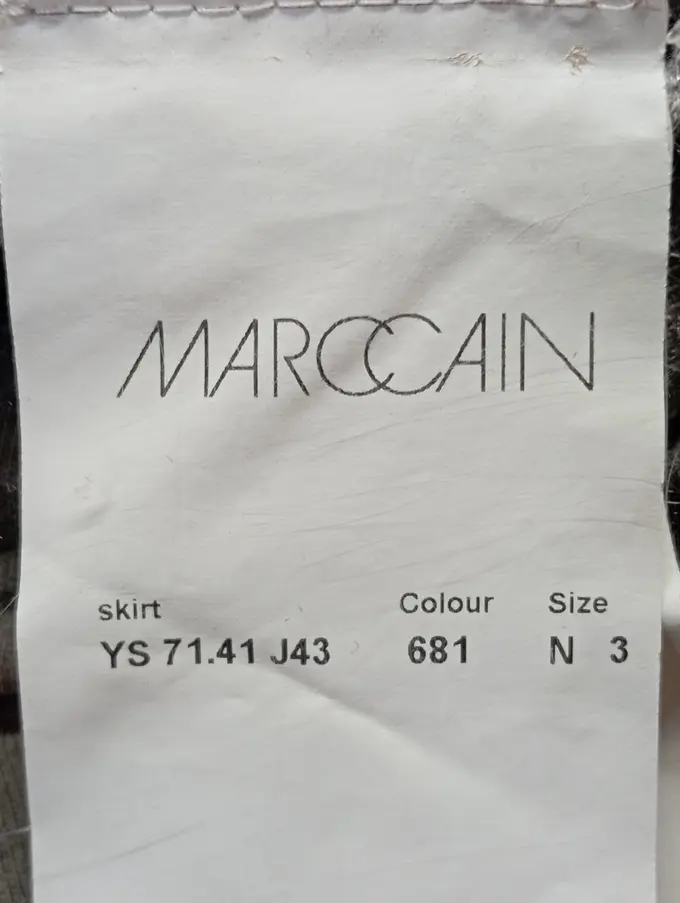 MARCCAIN
skirt Colour Size
YS 71.41 J43 681 N 3